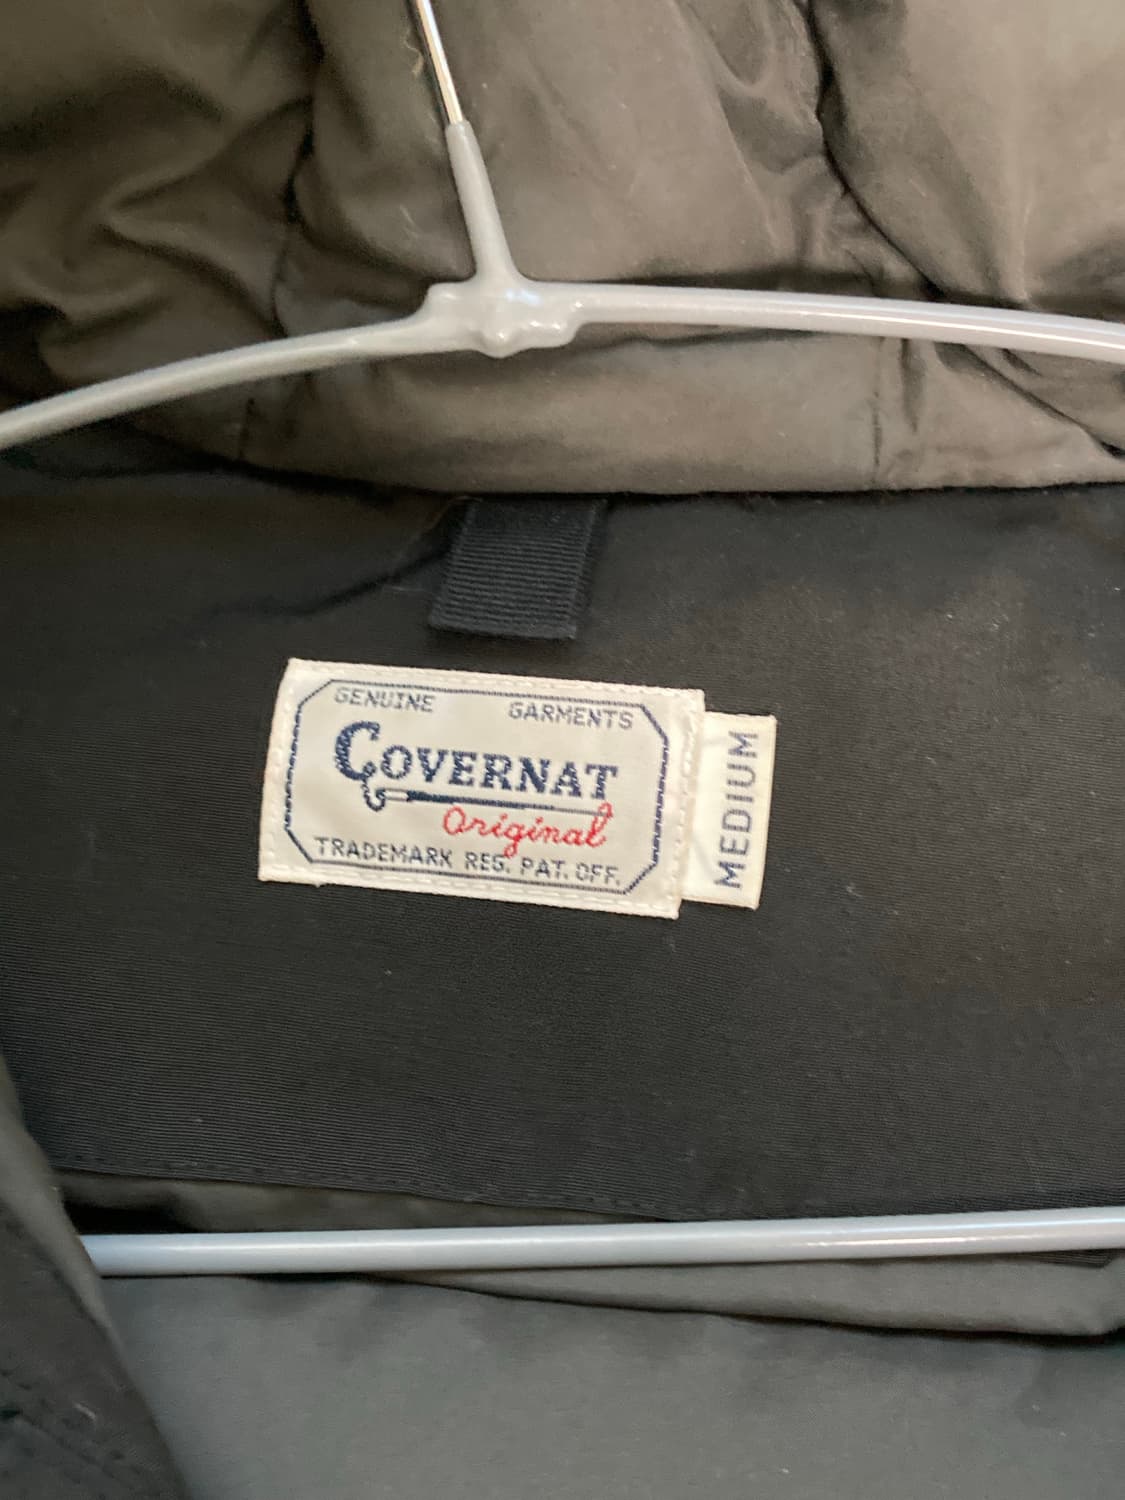 GENUINE GARMENTS
COVERNAT
Original
TRADEMARK REG. PAT. OFF.
MEDIUM